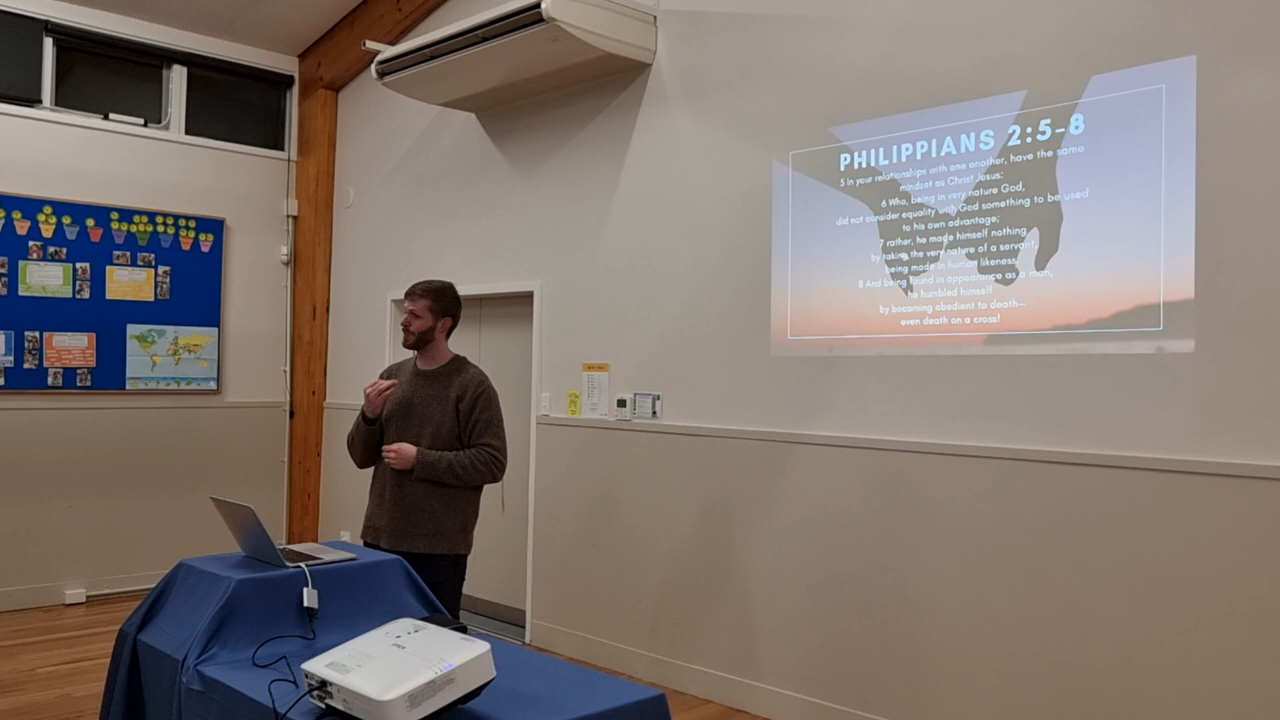 PHILIPPIANS 2:5-8
5 in your relationships with one another, have the same
mindset as Christ Jesus:
6 Who, being in very nature God,
did not consider equality with God something to be used
to his own advantage;
7 rather, he made himself nothing
by taking the very nature of a servant,
being made in human likeness.
8 And being found in appearance as a man,
he humbled himself
by becoming obedient to death—
even death on a cross!
EPSON